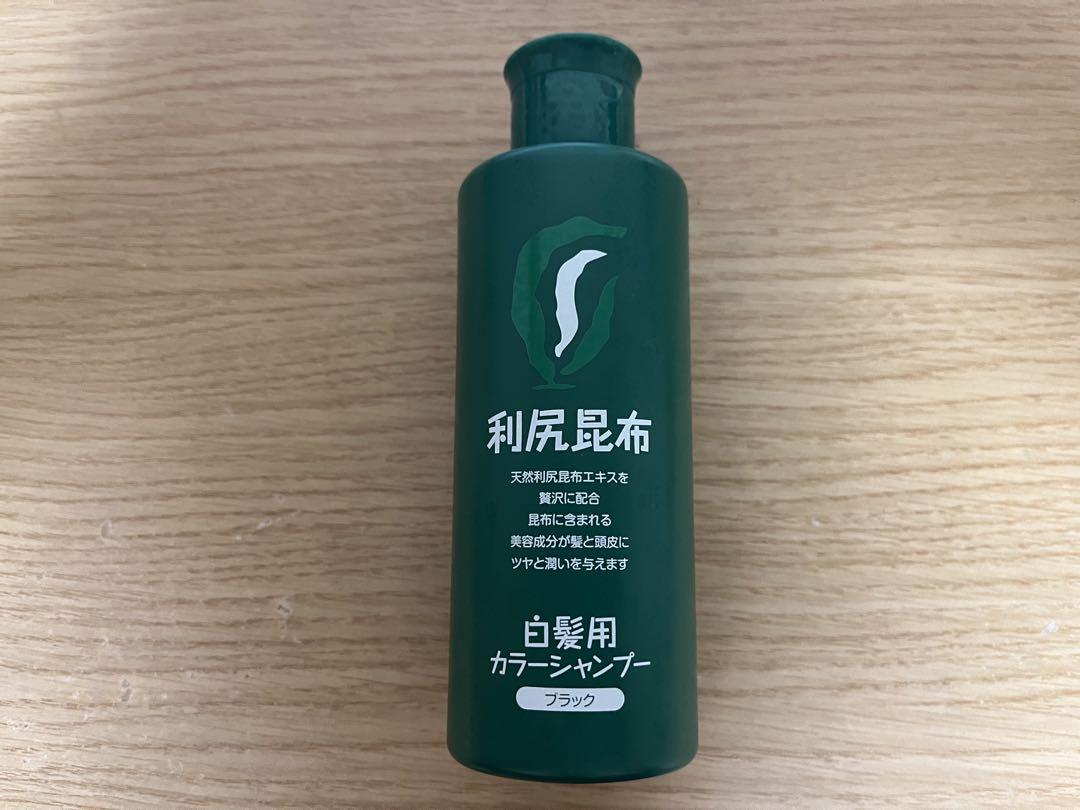 利尻昆布
天然利尻昆布エキスを
贅沢に配合
昆布に含まれる
美容成分が髪と頭皮に
ツヤと潤いを与えます
白髪用
カラーシャンプー
ブラック